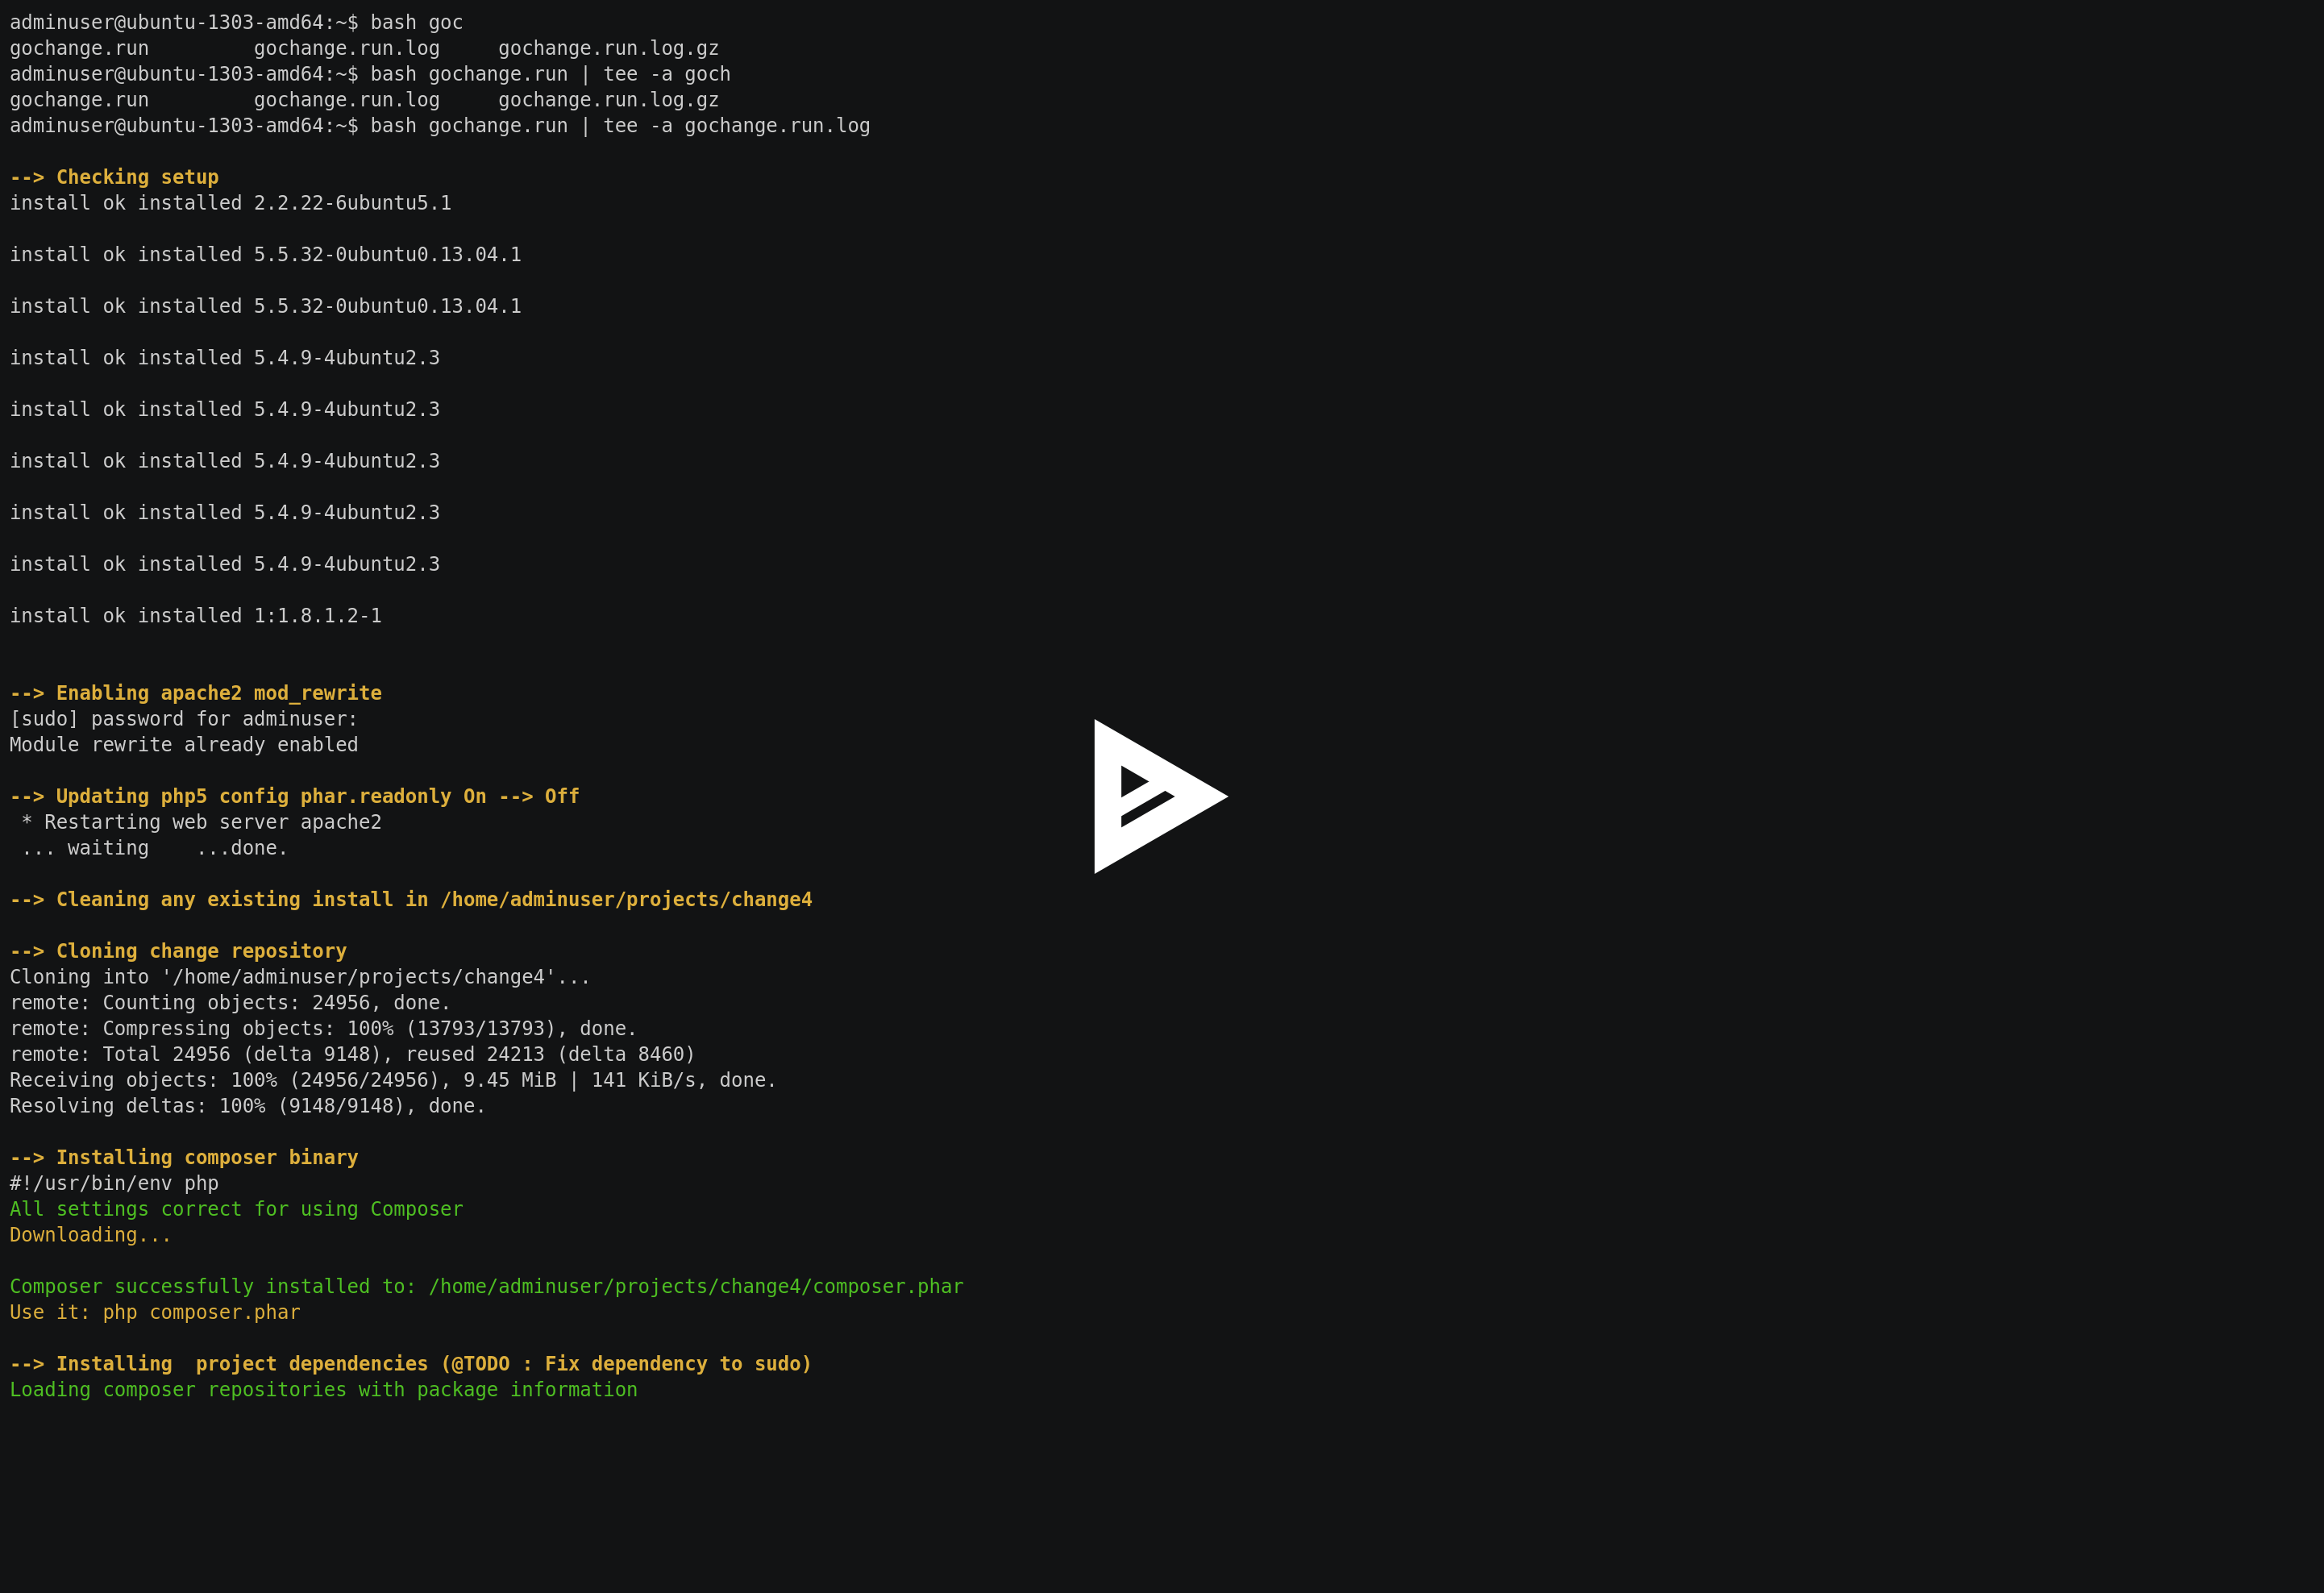 adminuser@ubuntu-1303-amd64:~$ bash goc
gochange.run         gochange.run.log     gochange.run.log.gz
adminuser@ubuntu-1303-amd64:~$ bash gochange.run | tee -a goch
gochange.run         gochange.run.log     gochange.run.log.gz
adminuser@ubuntu-1303-amd64:~$ bash gochange.run | tee -a gochange.run.log
--> Checking setup
install ok installed 2.2.22-6ubuntu5.1
install ok installed 5.5.32-0ubuntu0.13.04.1
install ok installed 5.5.32-0ubuntu0.13.04.1
install ok installed 5.4.9-4ubuntu2.3
install ok installed 5.4.9-4ubuntu2.3
install ok installed 5.4.9-4ubuntu2.3
install ok installed 5.4.9-4ubuntu2.3
install ok installed 5.4.9-4ubuntu2.3
install ok installed 1:1.8.1.2-1
--> Enabling apache2 mod_rewrite
[sudo] password for adminuser:
Module rewrite already enabled
--> Updating php5 config phar.readonly On --> Off
 * Restarting web server apache2
 ... waiting    ...done.
--> Cleaning any existing install in /home/adminuser/projects/change4
--> Cloning change repository
Cloning into '/home/adminuser/projects/change4'...
remote: Counting objects: 24956, done.
remote: Compressing objects: 100% (13793/13793), done.
remote: Total 24956 (delta 9148), reused 24213 (delta 8460)
Receiving objects: 100% (24956/24956), 9.45 MiB | 141 KiB/s, done.
Resolving deltas: 100% (9148/9148), done.
--> Installing composer binary
#!/usr/bin/env php
All settings correct for using Composer
Downloading...
Composer successfully installed to: /home/adminuser/projects/change4/composer.phar
Use it: php composer.phar
--> Installing  project dependencies (@TODO : Fix dependency to sudo)
Loading composer repositories with package information